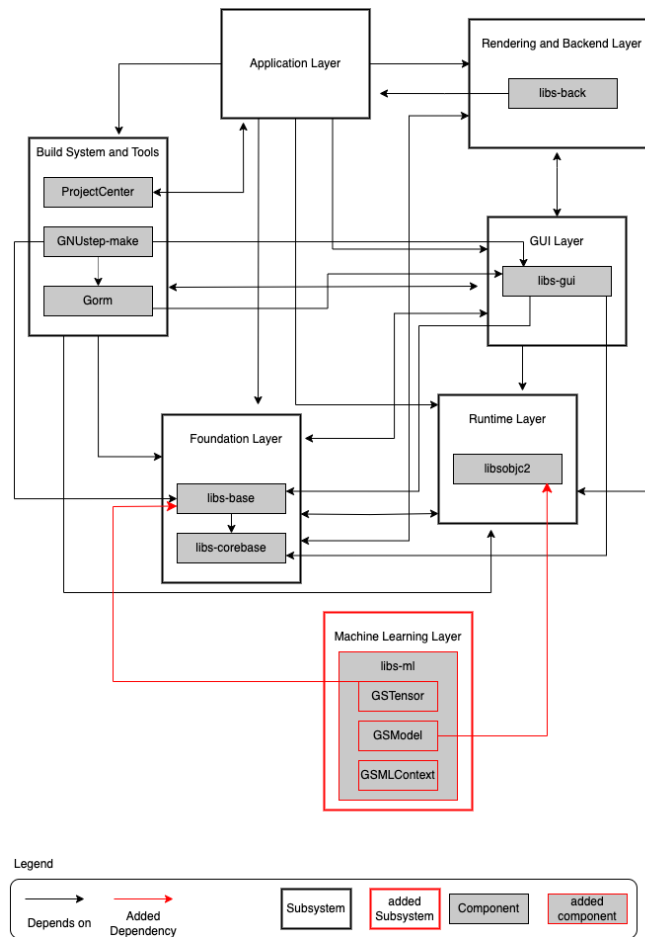 Application Layer
Rendering and Backend Layer
libs-back
Build System and Tools
ProjectCenter
GNUstep-make
Gorm
GUI Layer
libs-gui
Foundation Layer
libs-base
libs-corebase
Runtime Layer
libsobjc2
Machine Learning Layer
libs-ml
GSTensor
GSModel
GSMLContext
Legend
Depends on
Added
Dependency
Subsystem
added
Subsystem
Component
added
component